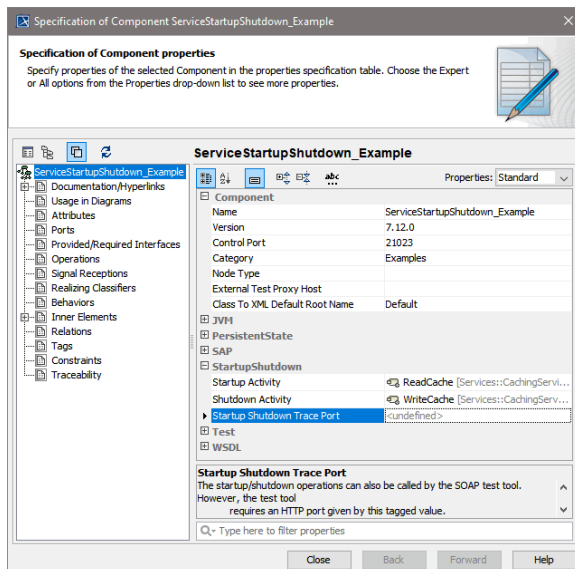 Specification of Component ServiceStartupShutdown_Example
Specification of Component properties
Specify properties of the selected Component in the properties specification table. Choose the Expert
or All options from the Properties drop-down list to see more properties.
ServiceStartupShutdown_Example
Properties: Standard
ServiceStartupShutdown_Example
Documentation/Hyperlinks
Usage in Diagrams
Attributes
Ports
Provided/Required Interfaces
Operations
Signal Receptions
Realizing Classifiers
Behaviors
Inner Elements
Relations
Tags
Constraints
Traceability
abc
Component
Name ServiceStartupShutdown_Example
Version 7.12.0
Control Port 21023
Category Examples
Node Type
External Test Proxy Host
Class To XML Default Root Name Default
JVM
PersistentState
SAP
StartupShutdown
Startup Activity ReadCache [Services::CachingServi...
Shutdown Activity WriteCache [Services::CachingServ...
Startup Shutdown Trace Port <undefined>
Test
WSDL
Startup Shutdown Trace Port
The startup/shutdown operations can also be called by the SOAP test tool.
However, the test tool
requires an HTTP port given by this tagged value.
Type here to filter properties
Close Back Forward Help